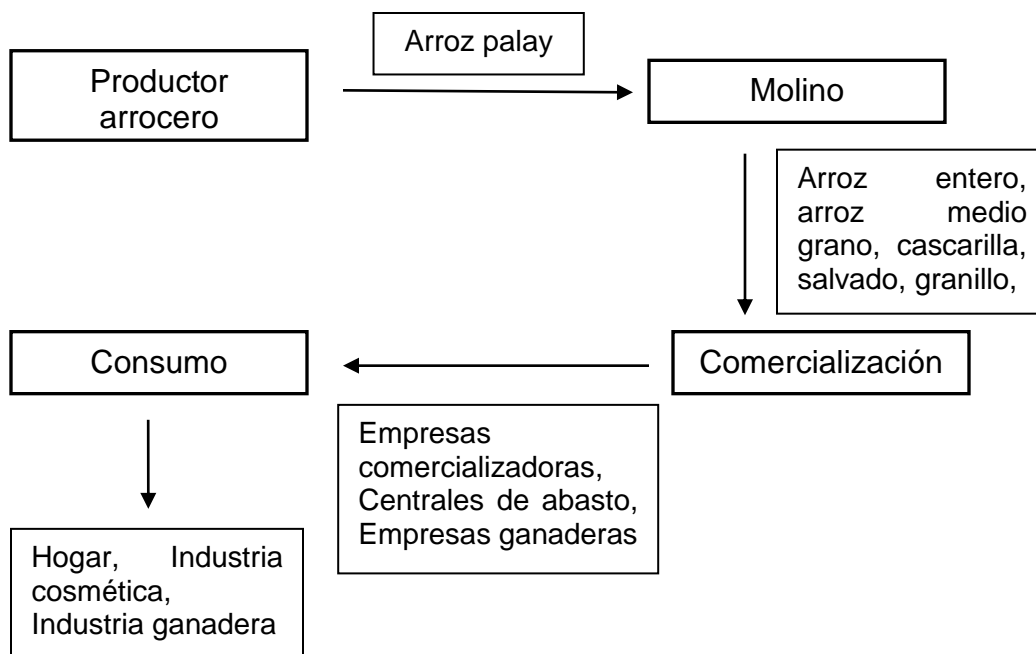 Arroz palay
Productor
arrocero
Molino
Arroz entero,
arroz medio
grano, cascarilla,
salvado, granillo,
Comercialización
Consumo
Empresas
comercializadoras,
Centrales de abasto,
Empresas ganaderas
Hogar, Industria
cosmética,
Industria ganadera